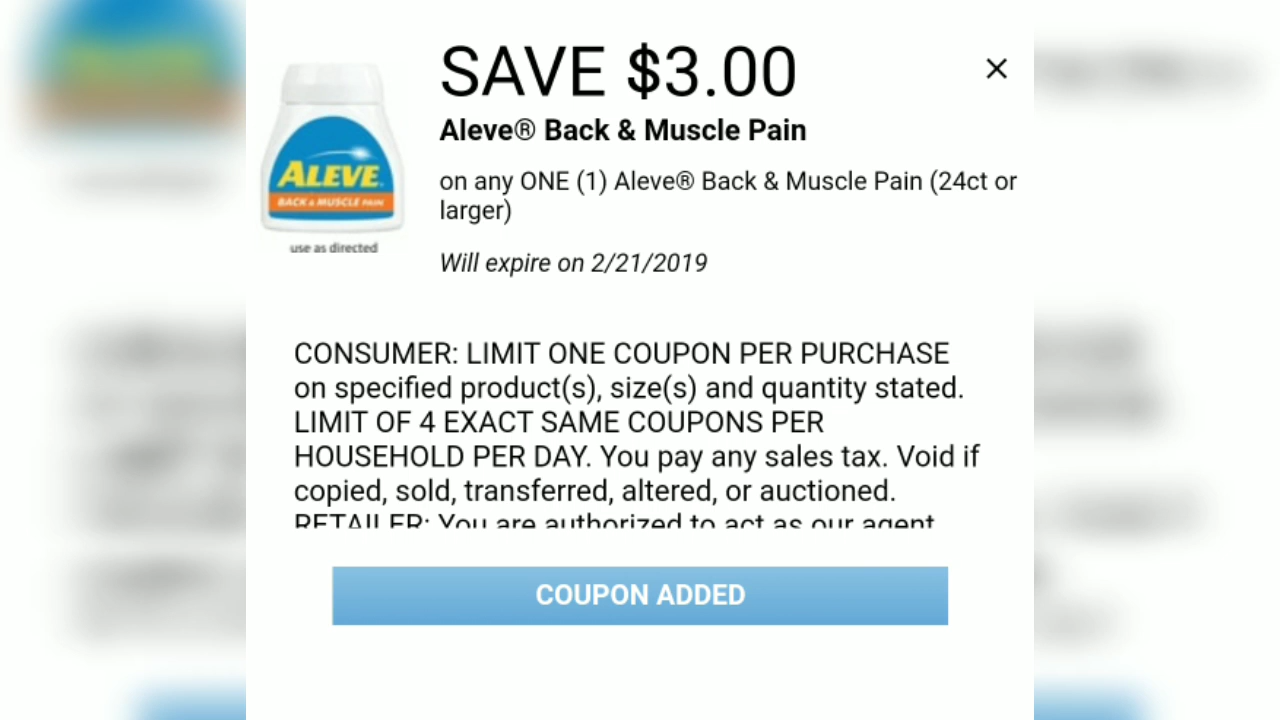 SAVE $3.00
Aleve® Back & Muscle Pain
on any ONE (1) Aleve® Back & Muscle Pain (24ct or
larger)
Will expire on 2/21/2019
ALEVE
BACK & MUSCLE PAIN
use as directed
CONSUMER: LIMIT ONE COUPON PER PURCHASE
on specified product(s), size(s) and quantity stated.
LIMIT OF 4 EXACT SAME COUPONS PER
HOUSEHOLD PER DAY. You pay any sales tax. Void if
copied, sold, transferred, altered, or auctioned.
RETAILER: You are authorized to act as our agent
COUPON ADDED